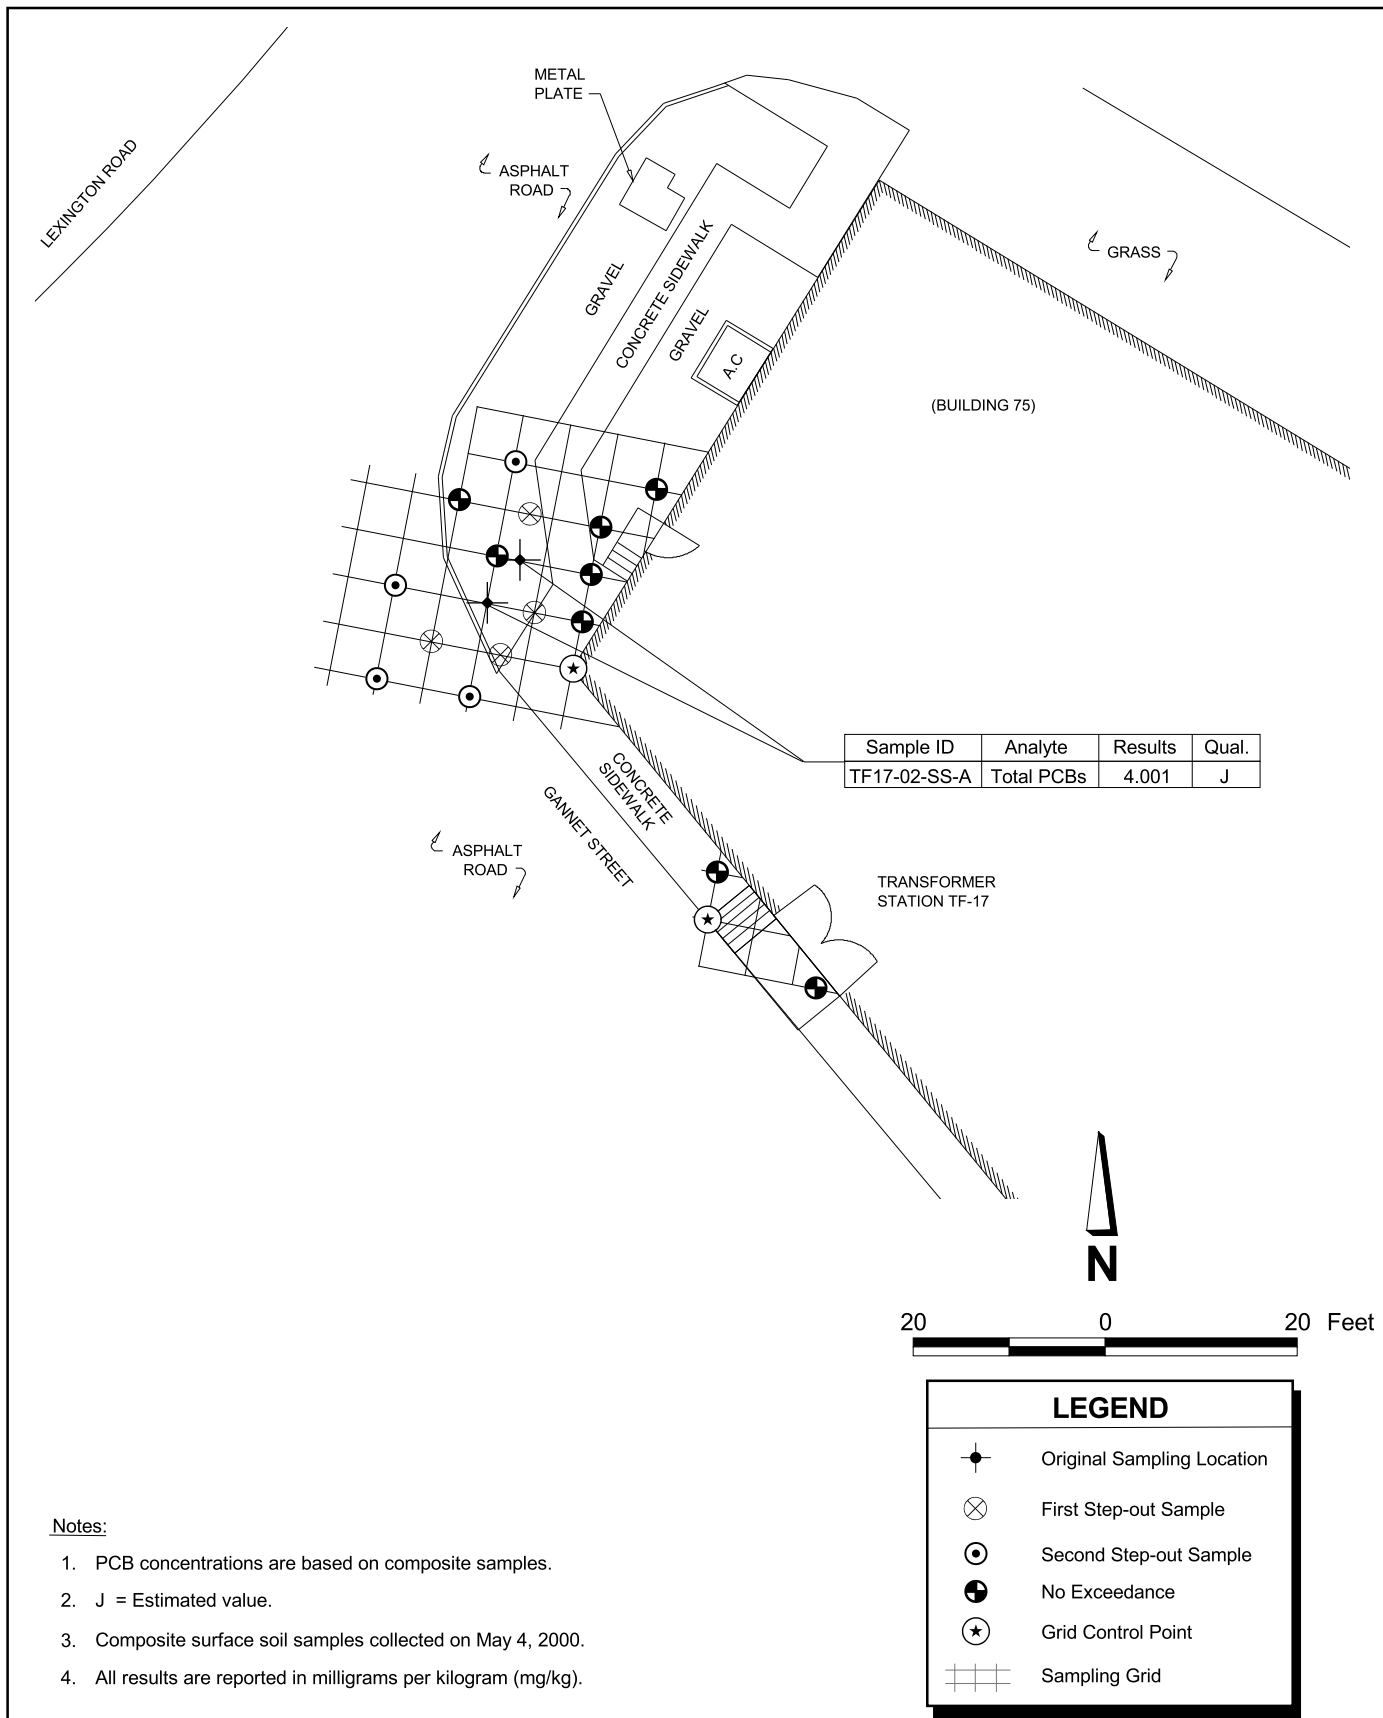 METAL
PLATE
LEXINGTON ROAD
ASPHALT
ROAD
GRAVEL
CONCRETE SIDEWALK
GRAVEL
A.C
GRASS
(BUILDING 75)
Sample ID Analyte Results Qual.
TF17-02-SS-A Total PCBs 4.001 J
CONCRETE
SIDEWALK
GANNET STREET
ASPHALT
ROAD
TRANSFORMER
STATION TF-17
N
20 0 20 Feet
LEGEND
Original Sampling Location
First Step-out Sample
Second Step-out Sample
No Exceedance
Grid Control Point
Sampling Grid
Notes:
1. PCB concentrations are based on composite samples.
2. J = Estimated value.
3. Composite surface soil samples collected on May 4, 2000.
4. All results are reported in milligrams per kilogram (mg/kg).